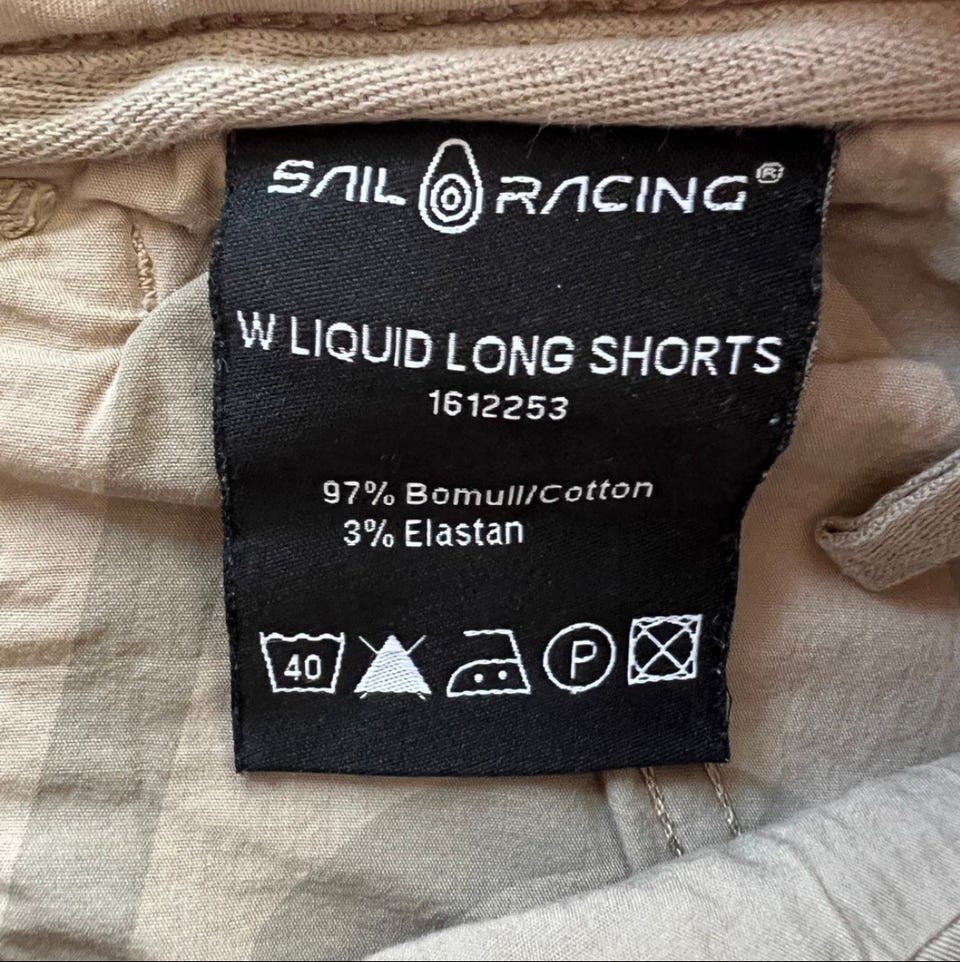 SAIL RACING®
W LIQUID LONG SHORTS
1612253
97% Bomull/Cotton
3% Elastan
40 P